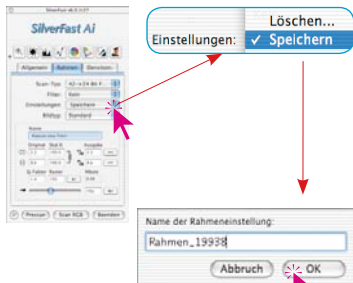 SilverFast Ai
Allgemein Rahmen Densitom.
Scan-Typ:
Filter: Kein
Einstellungen: Speichern
Bildtyp: Standard
Name
Original Ausgabe
Prescan Scan RGB Beenden
Löschen...
Einstellungen: ✓ Speichern
Name der Rahmeneinstellung:
Rahmen_19938
Abbruch OK